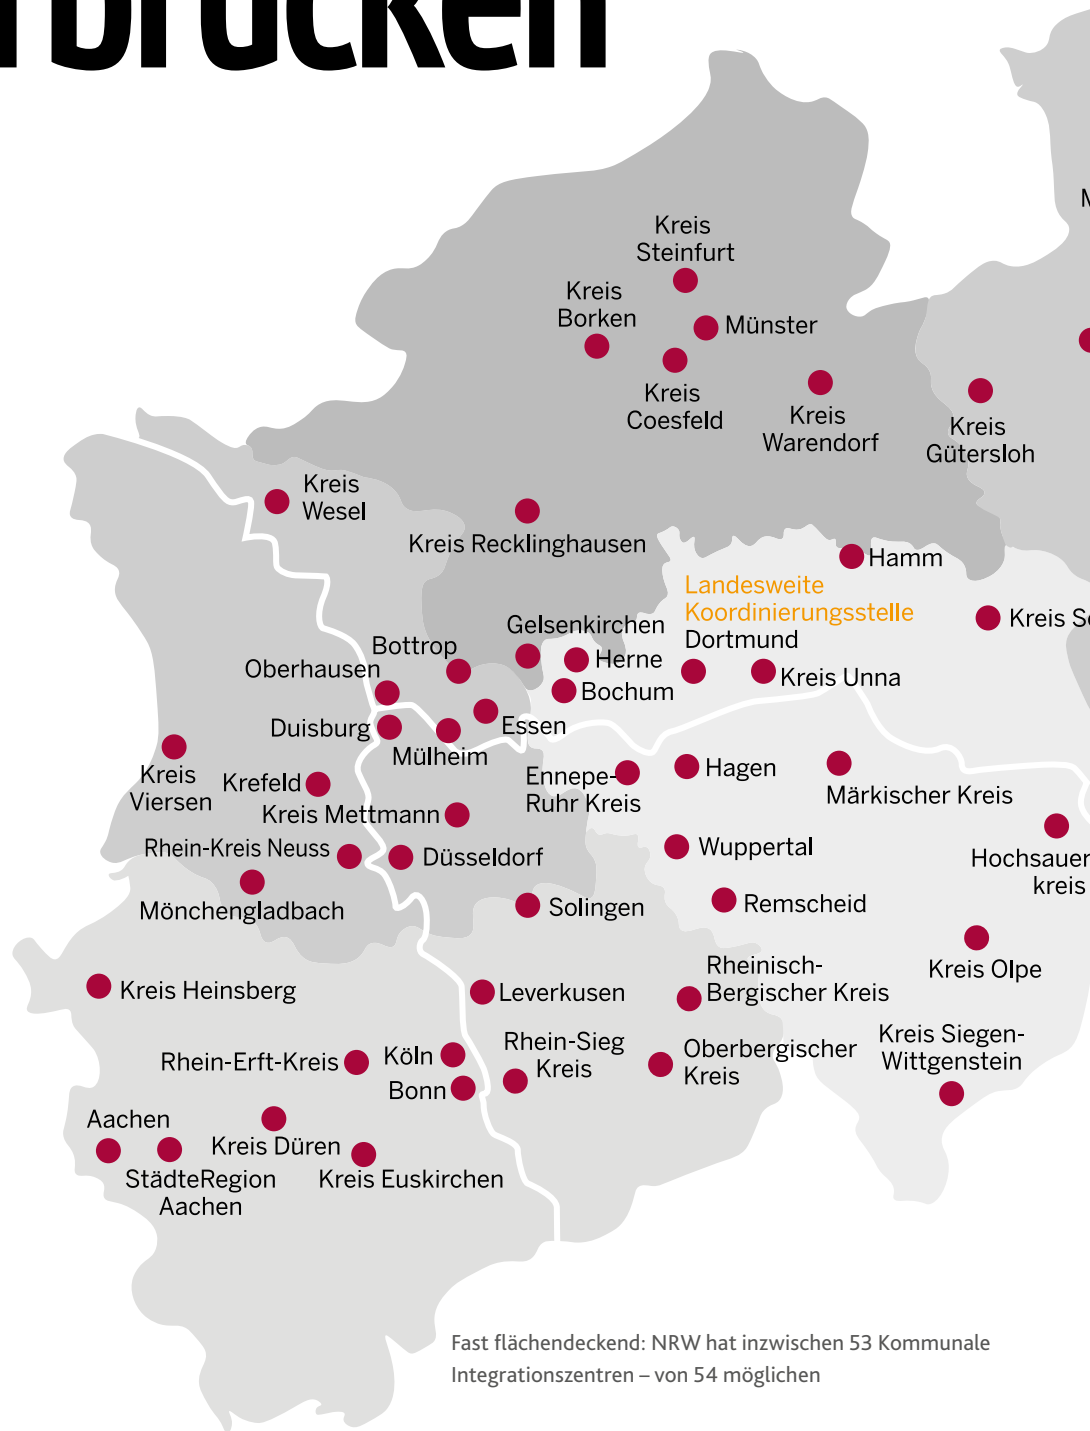 Kreis
Steinfurt
Kreis
Borken
Münster
Kreis
Coesfeld
Kreis
Warendorf
Kreis
Gütersloh
Kreis
Wesel
Kreis Recklinghausen
Hamm
Landesweite
Koordinierungsstelle
Dortmund
Kreis
Gelsenkirchen
Herne
Bochum
Kreis Unna
Bottrop
Oberhausen
Duisburg
Essen
Mülheim
Kreis
Viersen
Krefeld
Kreis Mettmann
Ennepe-
Ruhr Kreis
Hagen
Märkischer Kreis
Rhein-Kreis Neuss
Düsseldorf
Wuppertal
Hochsauer
kreis
Mönchengladbach
Solingen
Remscheid
Kreis Olpe
Kreis Heinsberg
Leverkusen
Rheinisch-
Bergischer Kreis
Kreis Siegen-
Wittgenstein
Rhein-Erft-Kreis
Köln
Bonn
Rhein-Sieg
Kreis
Oberbergischer
Kreis
Aachen
StädteRegion
Aachen
Kreis Düren
Kreis Euskirchen
Fast flächendeckend: NRW hat inzwischen 53 Kommunale
Integrationszentren – von 54 möglichen